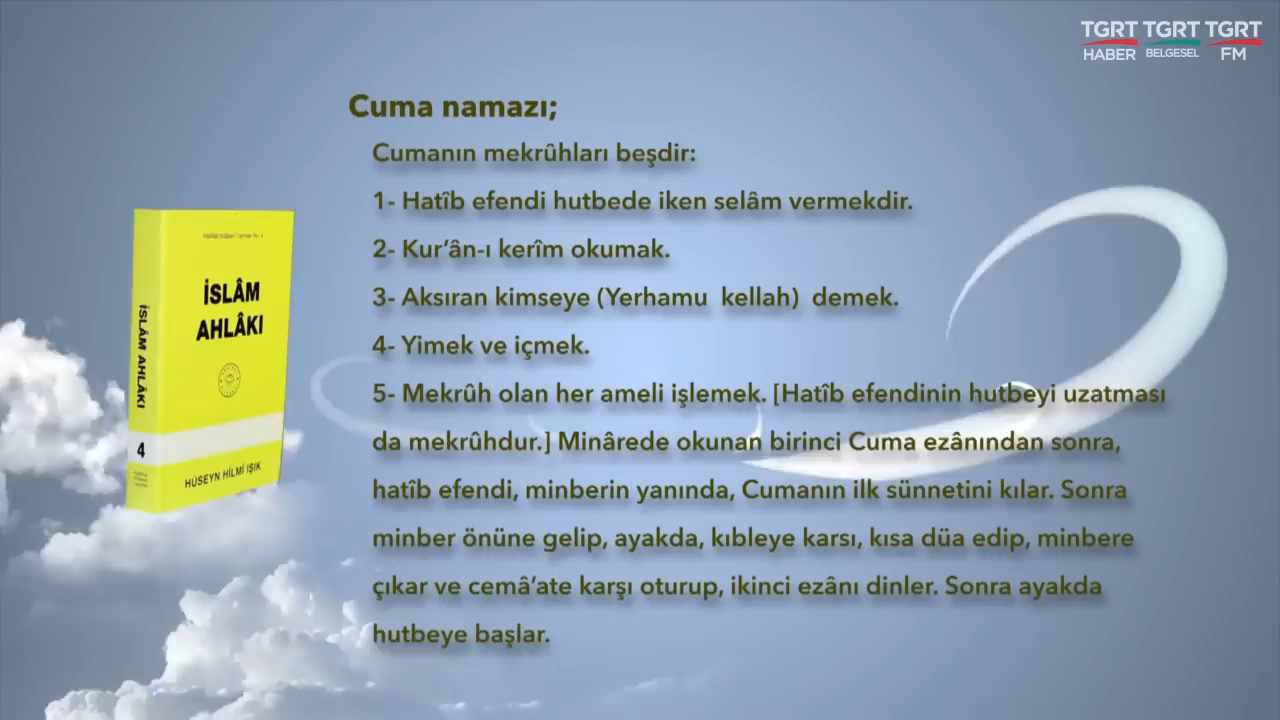 TGRT TGRT TGRT
HABER BELGESEL FM
Cuma namazı;
Cumanın mekrûhları beşdir:
1- Hatîb efendi hutbede iken selâm vermekdir.
2- Kur’ân-ı kerîm okumak.
3- Aksıran kimseye (Yerhamu  kellah)  demek.
4- Yimek ve içmek.
5- Mekrûh olan her ameli işlemek. [Hatîb efendinin hutbeyi uzatması
da mekrûhdur.] Minârede okunan birinci Cuma ezânından sonra,
hatîb efendi, minberin yanında, Cumanın ilk sünnetini kılar. Sonra
minber önüne gelip, ayakda, kıbleye karsı, kısa düa edip, minbere
çıkar ve cemâ’ate karşı oturup, ikinci ezânı dinler. Sonra ayakda
hutbeye başlar.
İSLÂM
AHLÂKI
HÜSEYN HİLMİ IŞIK
İSLÂM AHLÂKI
4